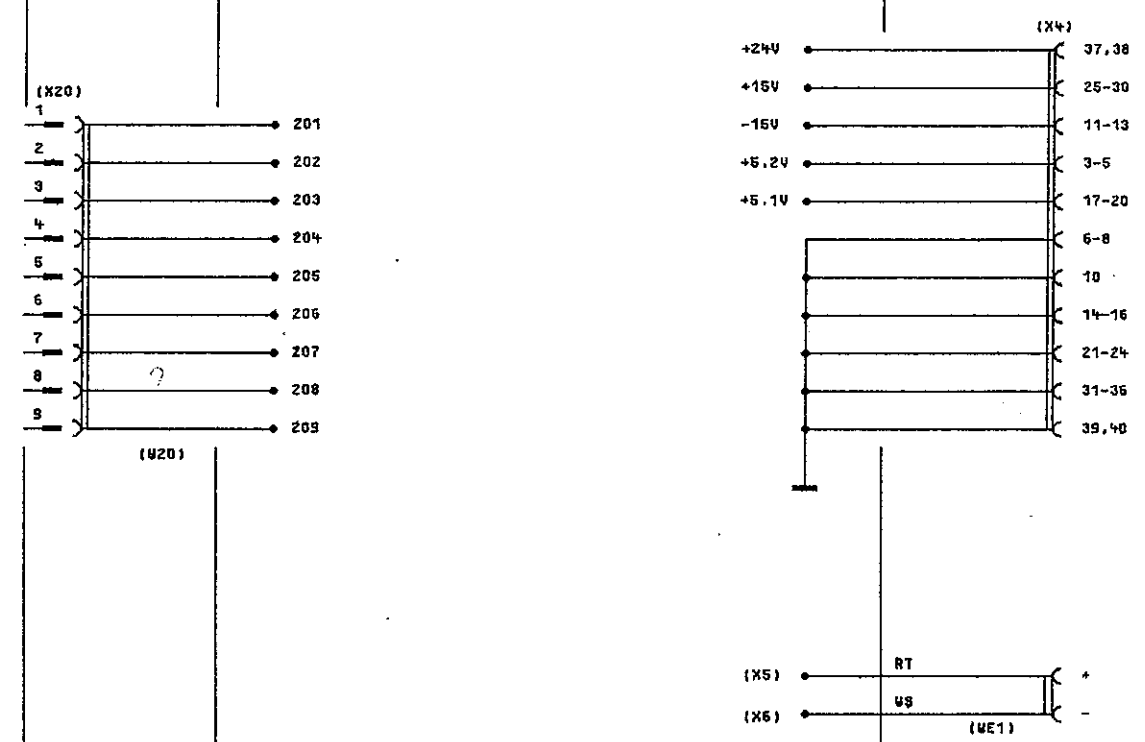 (X20)
1
201
2
202
3
203
4
204
5
205
6
206
7
207
8
208
9
209
(W20)
(X4)
+24V 37,38
+15V 25-30
-15V 11-13
+5.2V 3-5
+5.1V 17-20
6-8
10
14-16
21-24
31-36
39,40
(X5) RT +
(X6) WS -
(WE1)